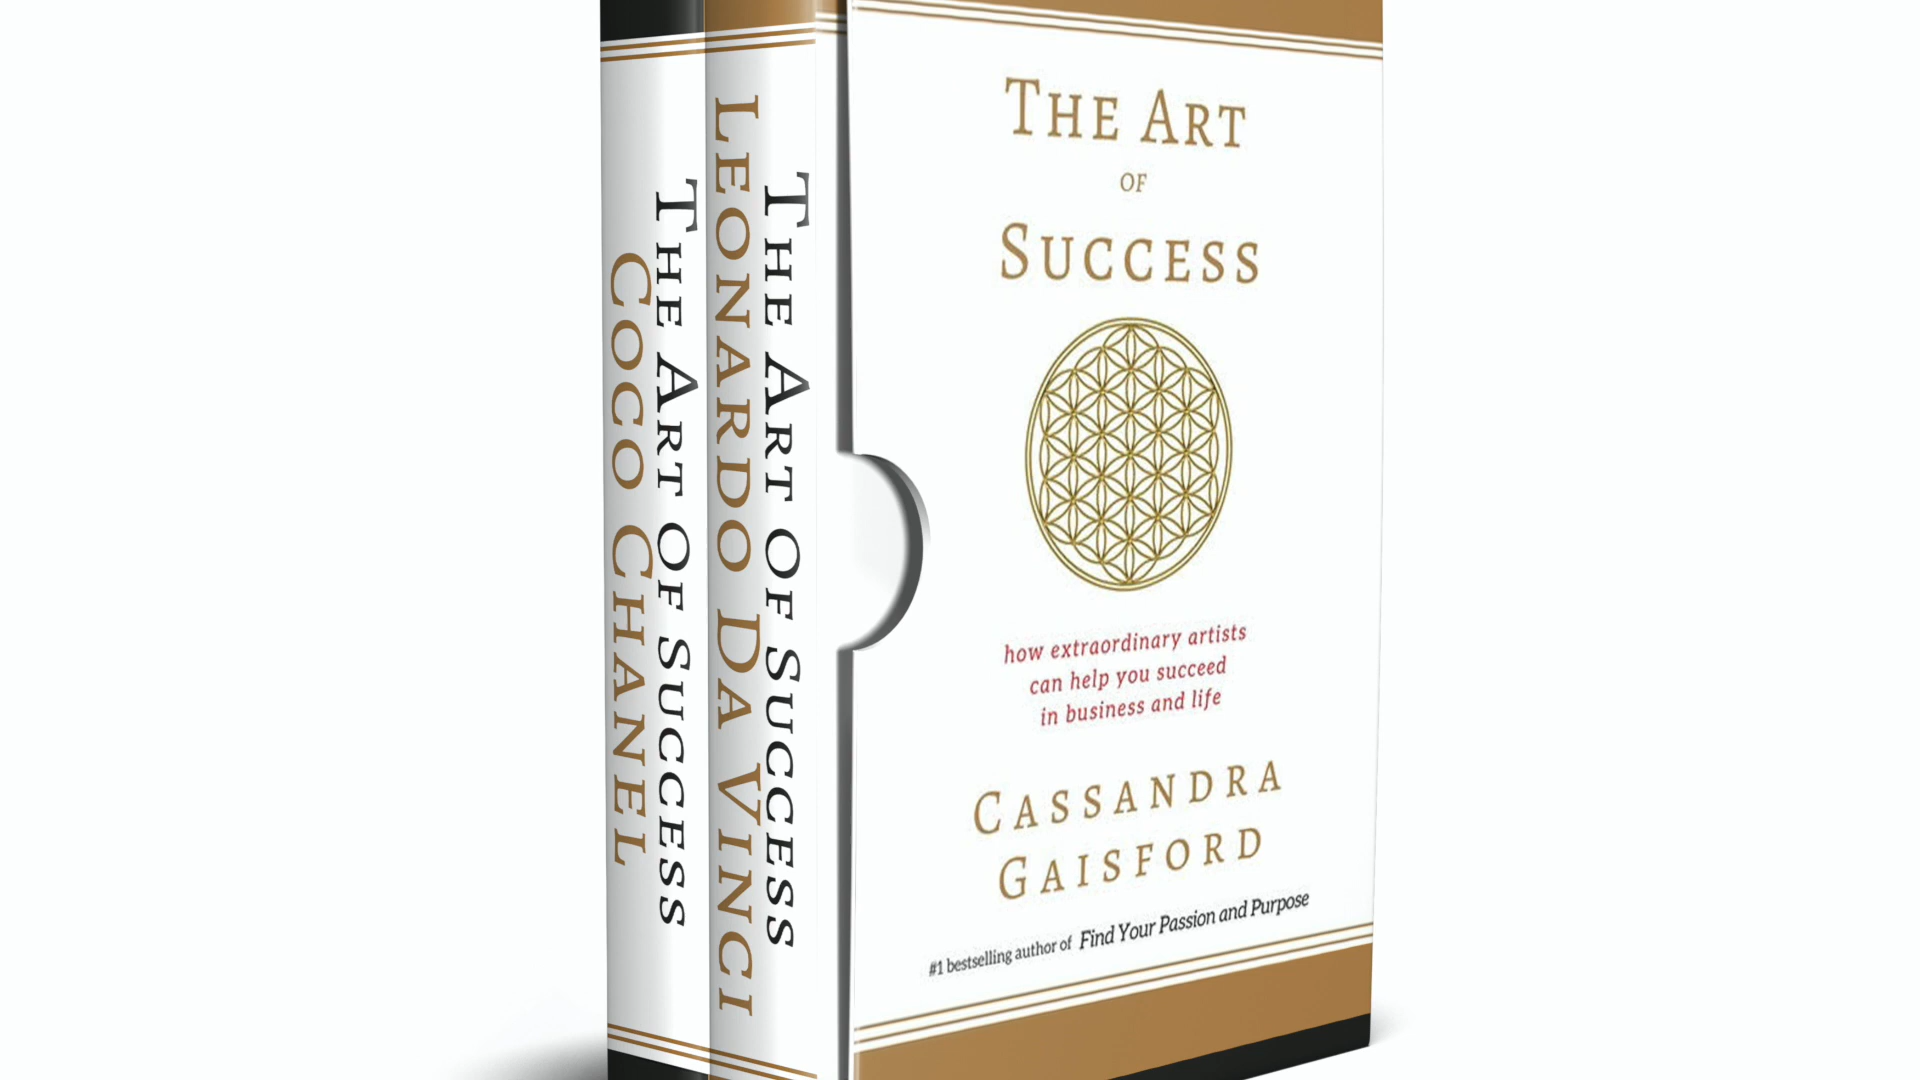 The Art of Success
Coco Chanel
The Art of Success
Leonardo Da Vinci
The Art
of
Success
how extraordinary artists
can help you succeed
in business and life
Cassandra
Gaisford
#1 bestselling author of Find Your Passion and Purpose